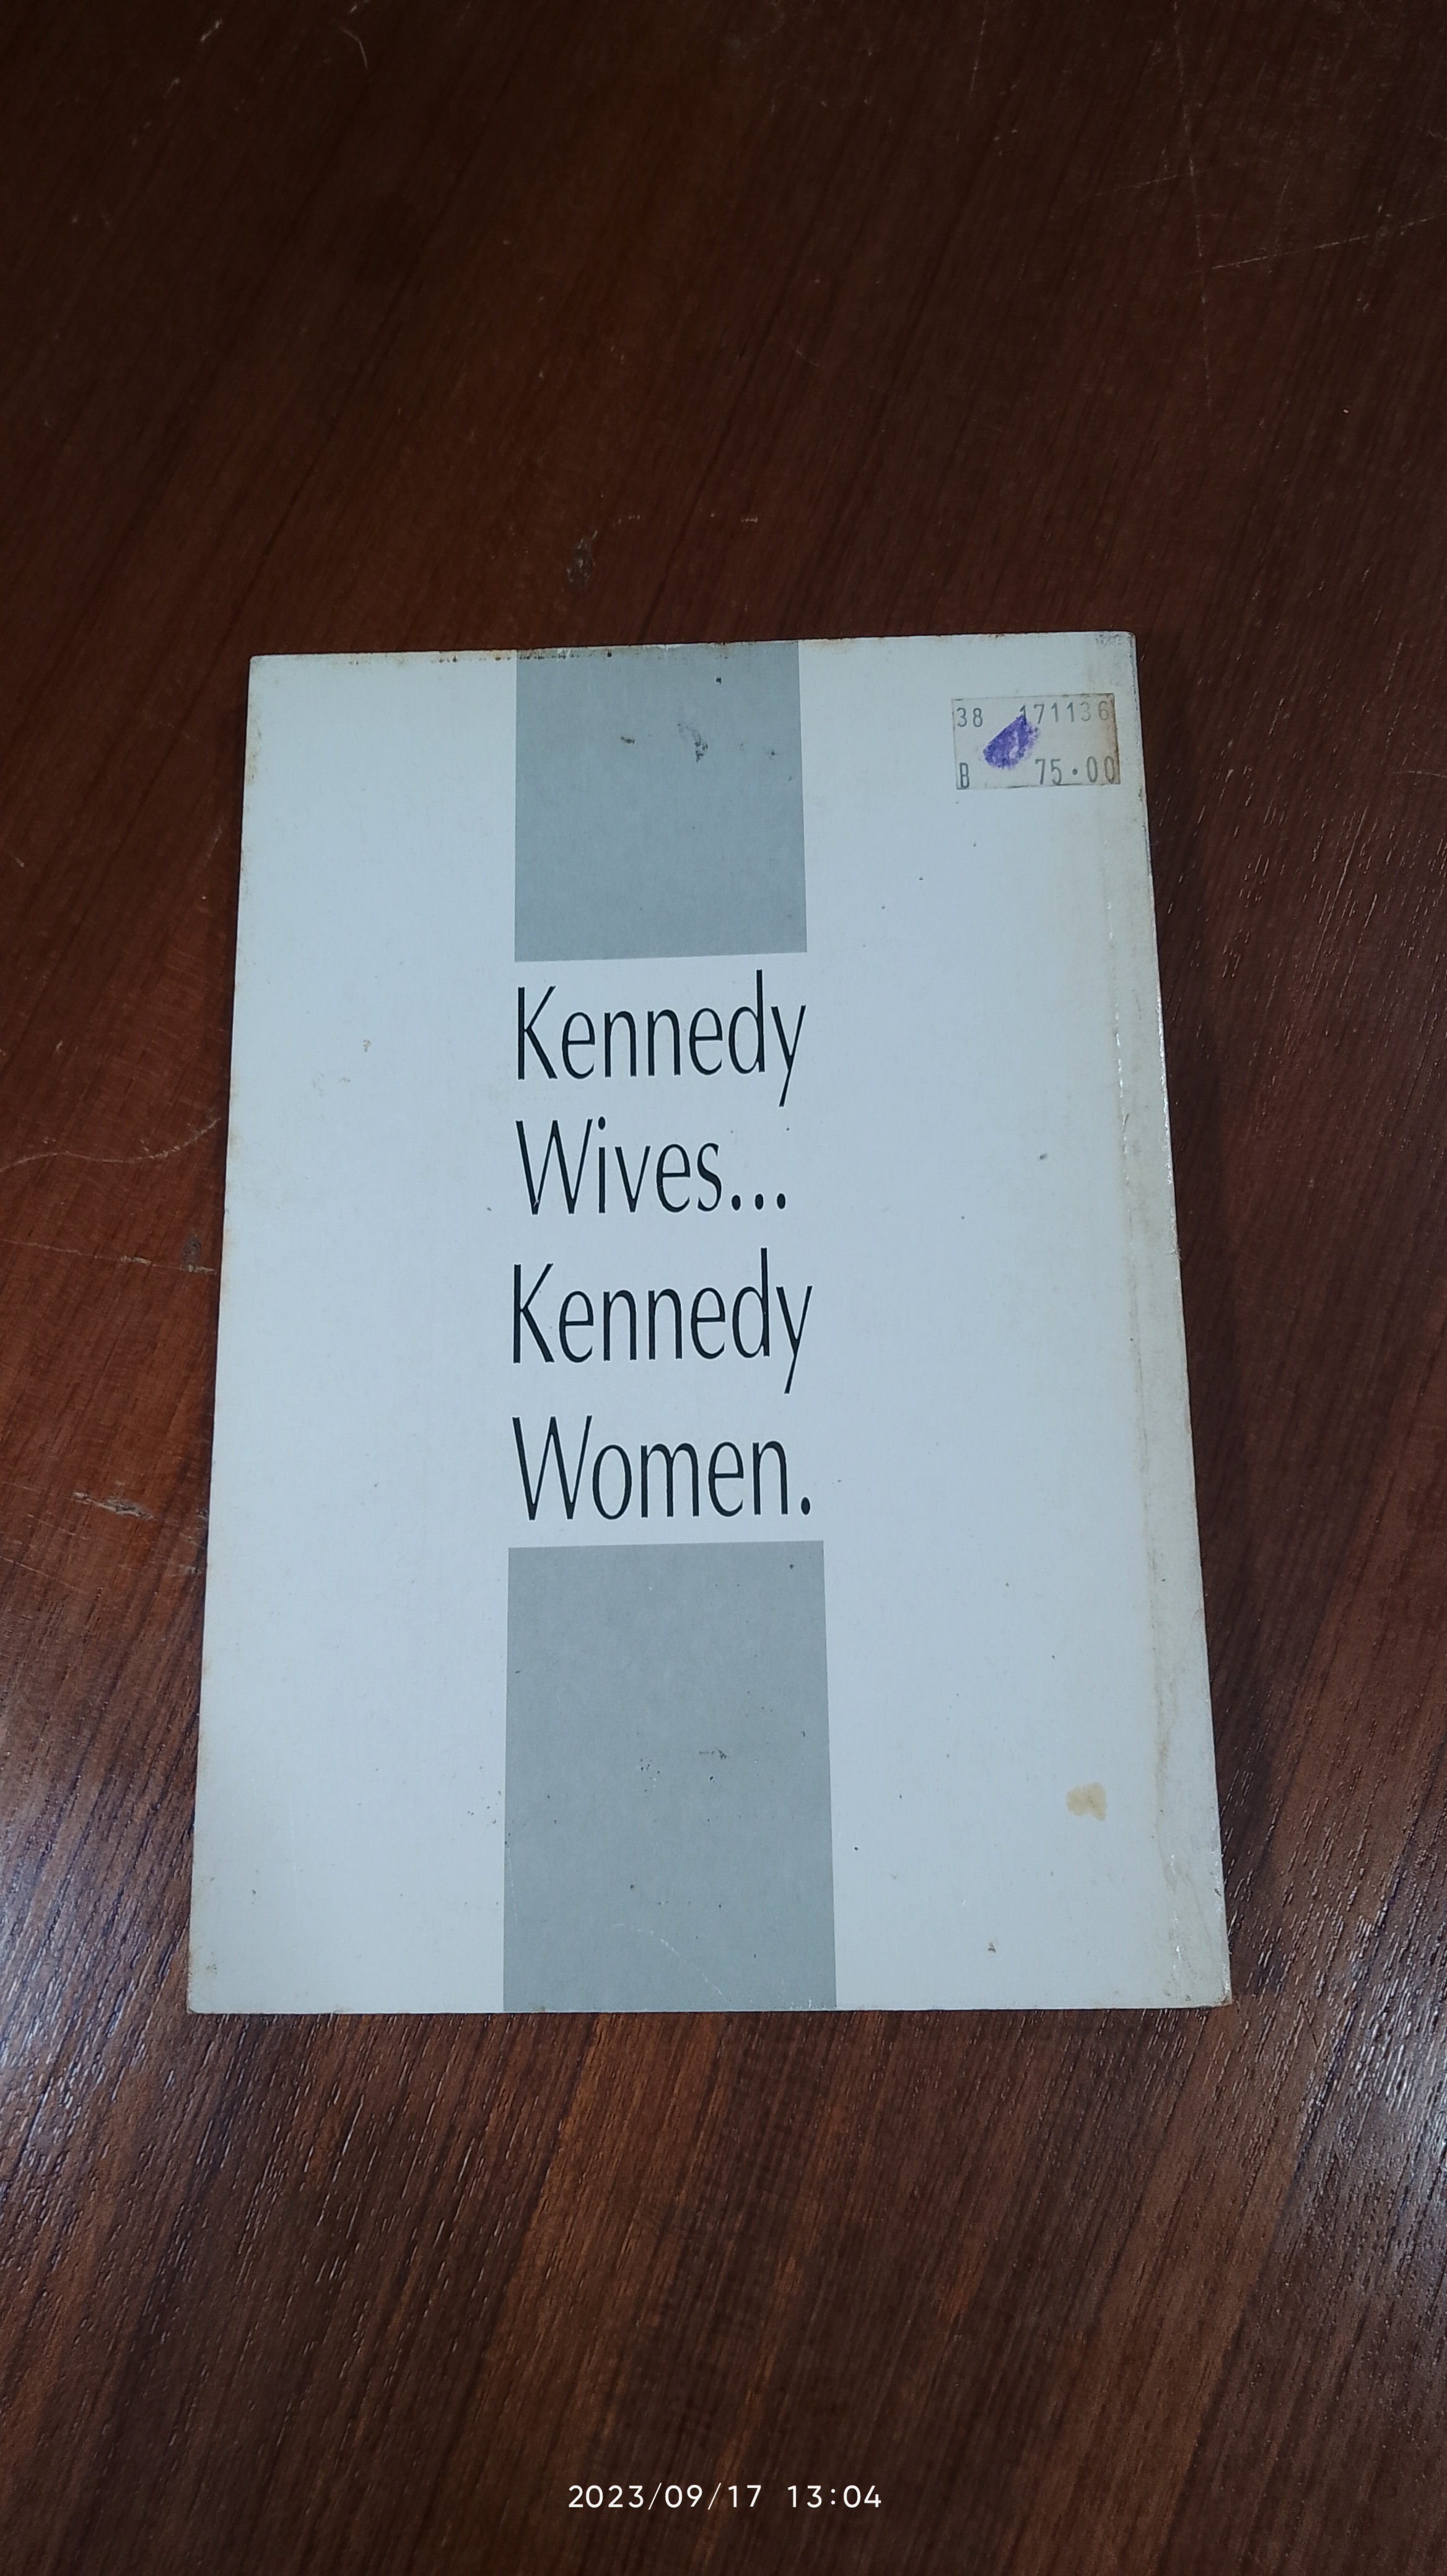 38 171136
B 75.00
Kennedy
Wives...
Kennedy
Women.
2023/09/17 13:04